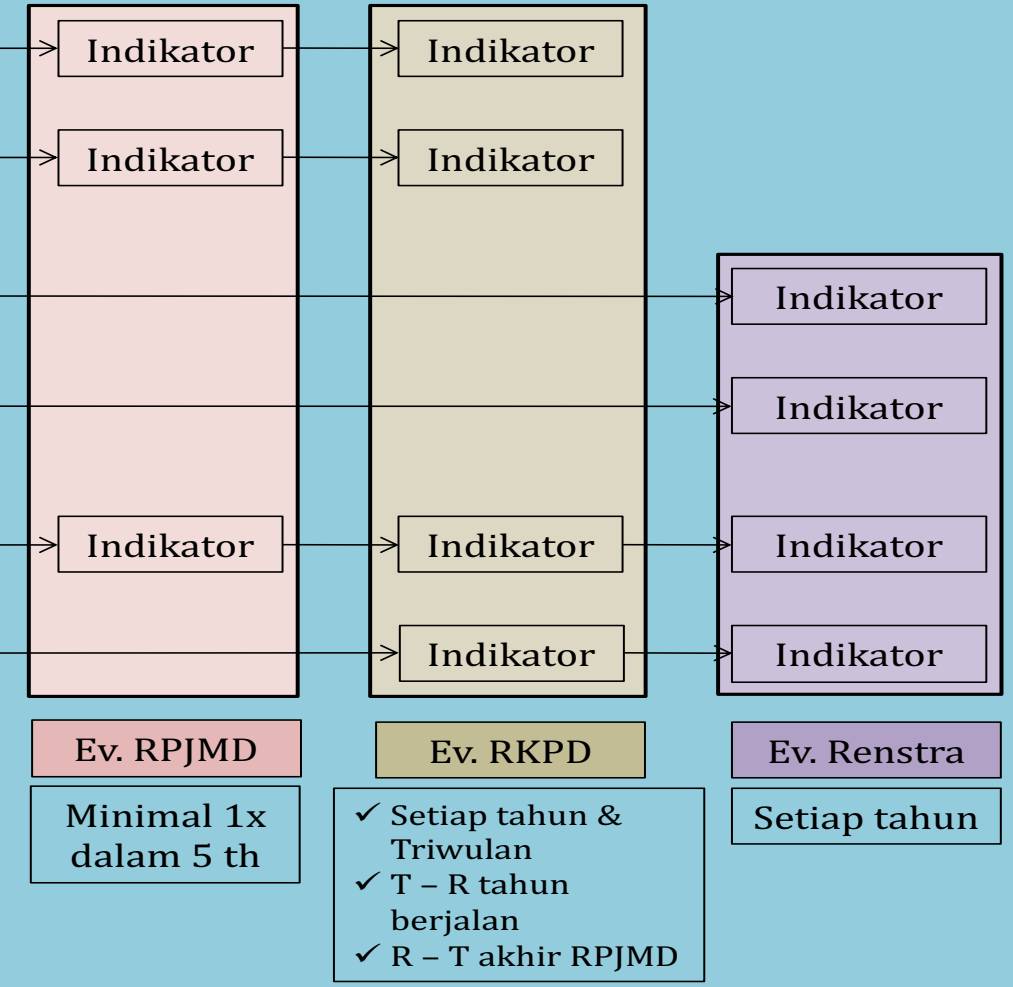 Indikator
Indikator
Indikator
Indikator
Indikator
Indikator
Indikator
Indikator
Indikator
Indikator
Indikator
Ev. RPJMD
Minimal 1x
dalam 5 th
Ev. RKPD
✓ Setiap tahun &
Triwulan
✓ T – R tahun
berjalan
✓ R – T akhir RPJMD
Ev. Renstra
Setiap tahun